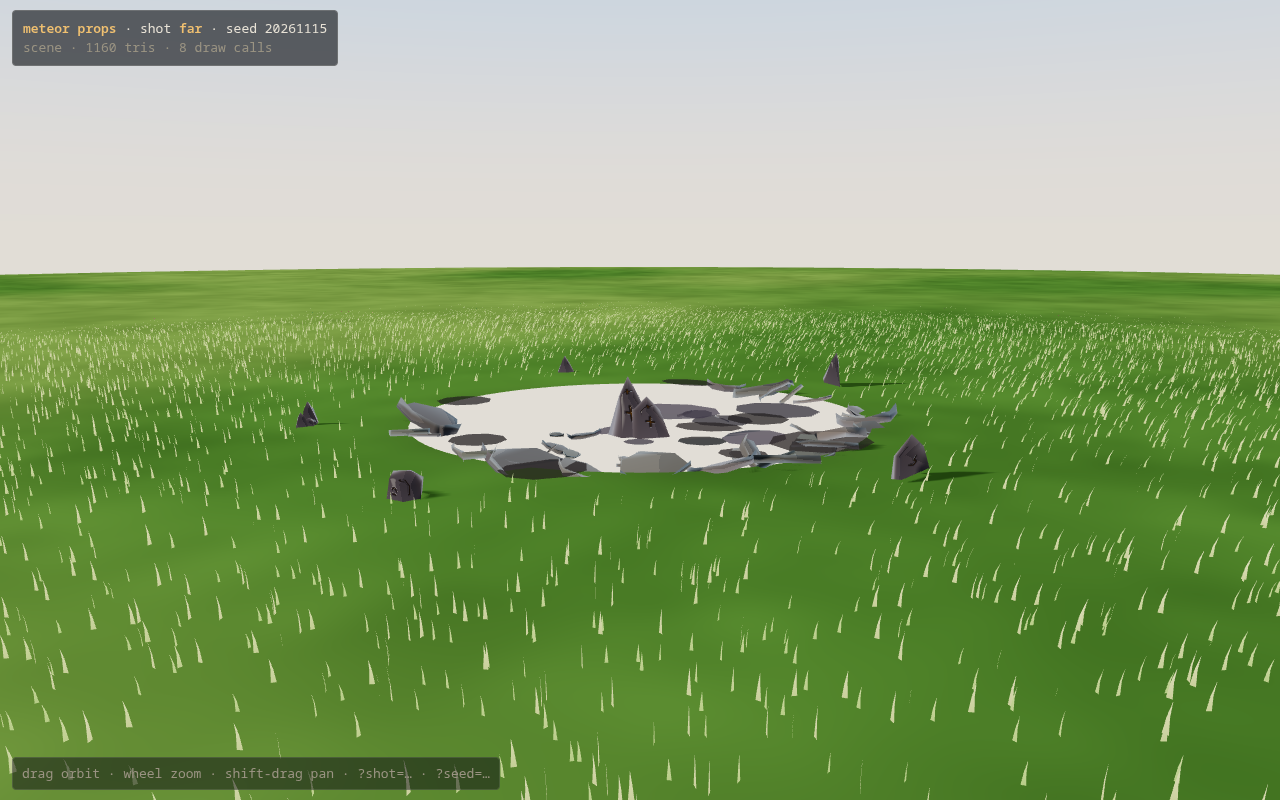 meteor props · shot far · seed 20261115
scene · 1160 tris · 8 draw calls
drag orbit · wheel zoom · shift-drag pan · ?shot=… · ?seed=…